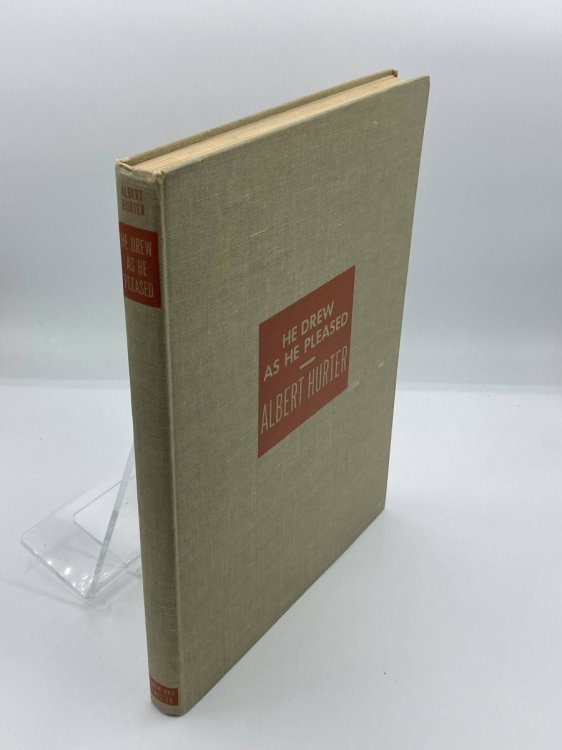 ALBERT
HURTER
HE DREW
AS HE
PLEASED
HE DREW
AS HE PLEASED
ALBERT HURTER